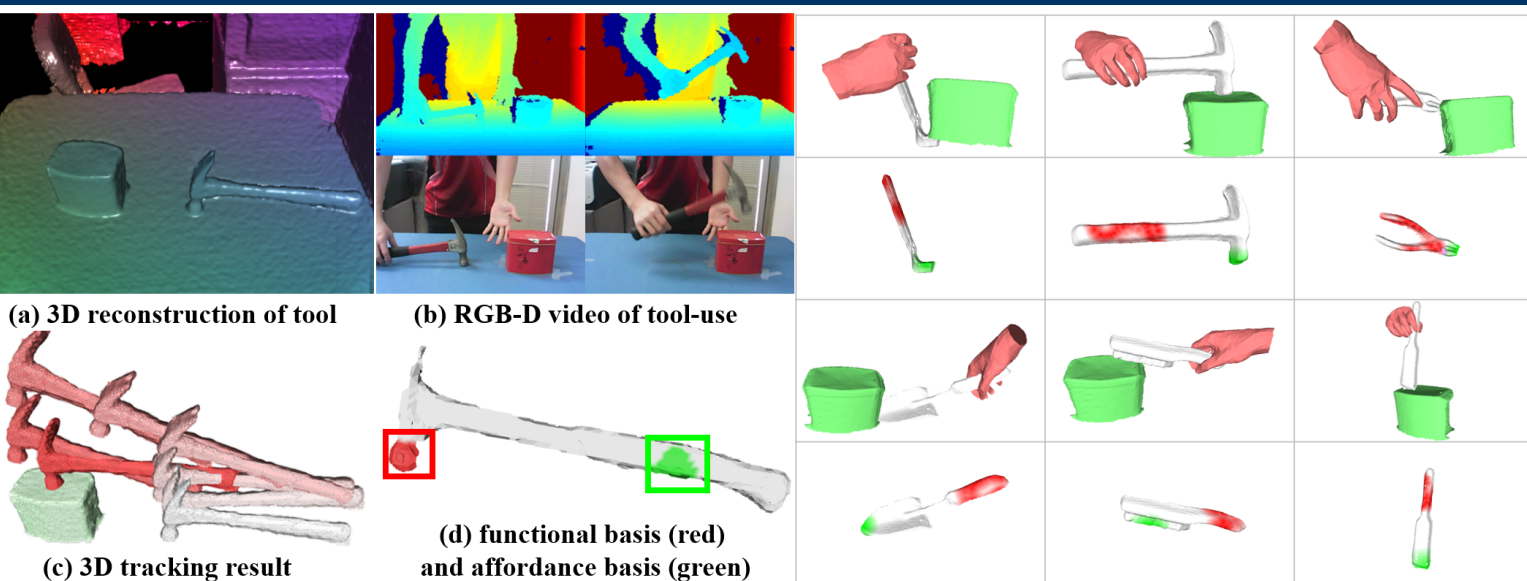 (a) 3D reconstruction of tool
(b) RGB-D video of tool-use
(c) 3D tracking result
(d) functional basis (red)
and affordance basis (green)